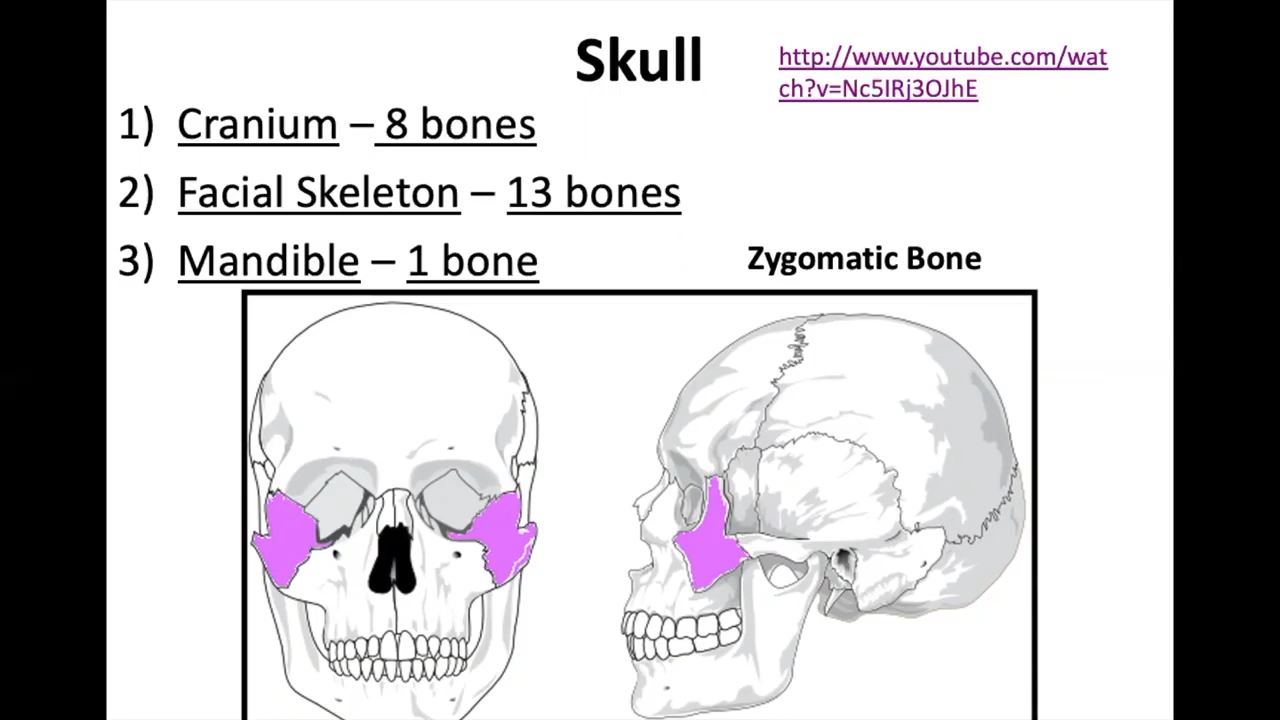 Skull
http://www.youtube.com/wat
ch?v=Nc5IRj3OJhE
1) Cranium – 8 bones
2) Facial Skeleton – 13 bones
3) Mandible – 1 bone
Zygomatic Bone